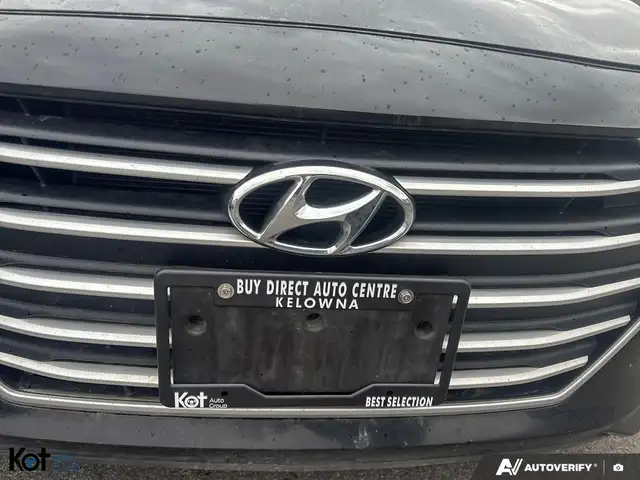 BUY DIRECT AUTO CENTRE
KELOWNA
Kot Auto Group
BEST SELECTION
Kot
AUTOVERIFY